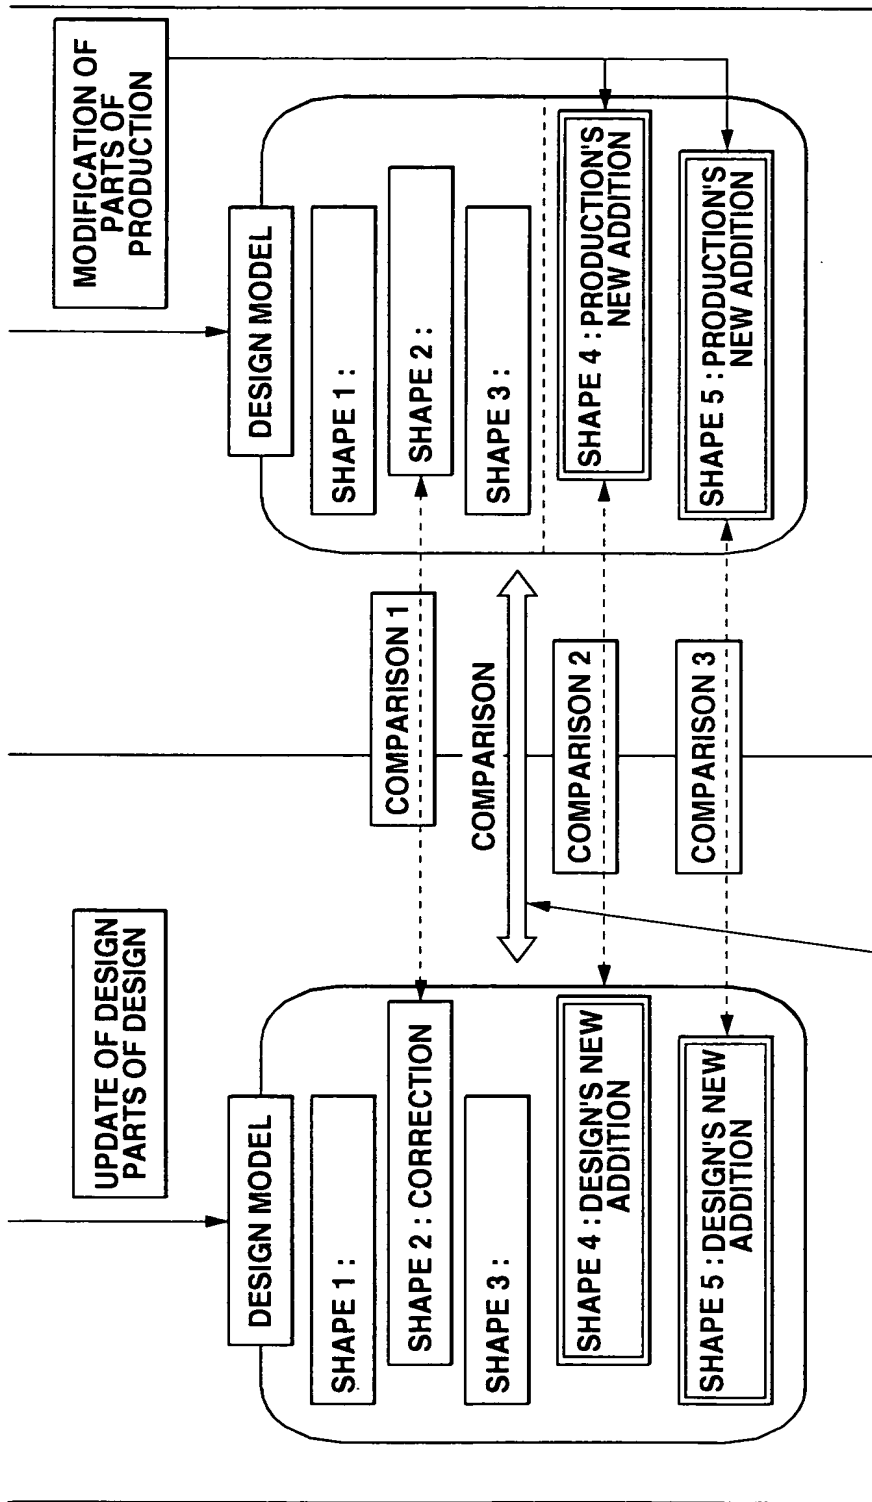 UPDATE OF DESIGN
PARTS OF DESIGN
DESIGN MODEL
SHAPE 1 :
SHAPE 2 : CORRECTION
SHAPE 3 :
SHAPE 4 : DESIGN'S NEW
ADDITION
SHAPE 5 : DESIGN'S NEW
ADDITION
COMPARISON 1
COMPARISON
COMPARISON 2
COMPARISON 3
MODIFICATION OF
PARTS OF
PRODUCTION
DESIGN MODEL
SHAPE 1 :
SHAPE 2 :
SHAPE 3 :
SHAPE 4 : PRODUCTION'S
NEW ADDITION
SHAPE 5 : PRODUCTION'S
NEW ADDITION